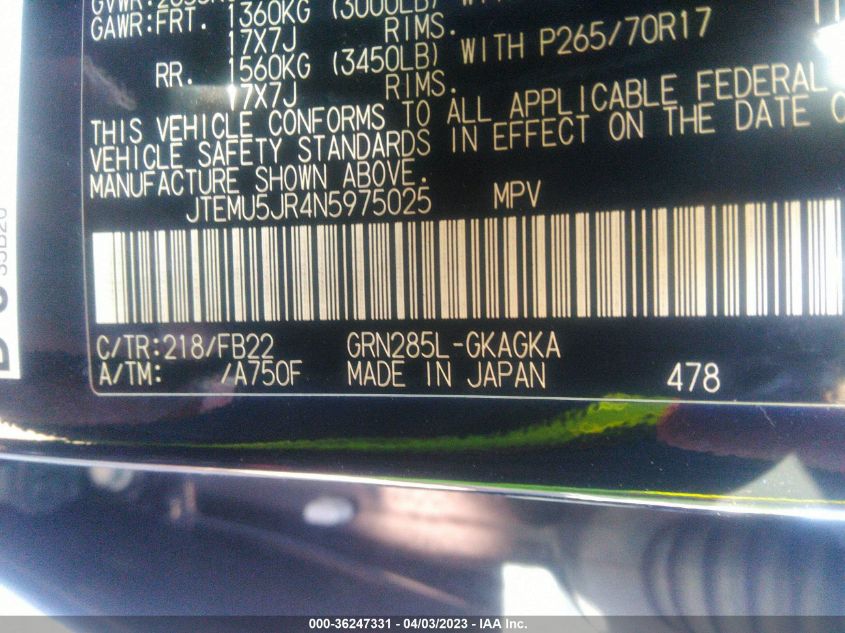 GAWR:FRT. 1360KG (3000LB) WITH
17X7J RIMS.
RR. 1560KG (3450LB) WITH P265/70R17
17X7J RIMS.
THIS VEHICLE CONFORMS TO ALL APPLICABLE FEDERAL
VEHICLE SAFETY STANDARDS IN EFFECT ON THE DATE O
MANUFACTURE SHOWN ABOVE.
JTEMU5JR4N5975025 MPV
C/TR:218/FB22 GRN285L-GKAGKA
A/TM: /A750F MADE IN JAPAN 478
000-36247331 - 04/03/2023 - IAA Inc.